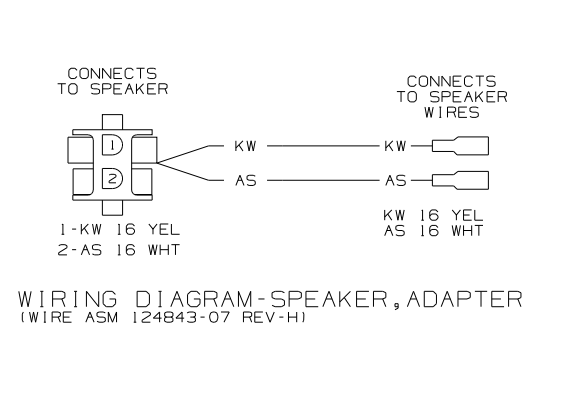 CONNECTS
TO SPEAKER
CONNECTS
TO SPEAKER
WIRES
1
KW
KW
2
AS
AS
1-KW 16 YEL
2-AS 16 WHT
KW 16 YEL
AS 16 WHT
WIRING DIAGRAM-SPEAKER,ADAPTER
(WIRE ASM 124843-07 REV-H)